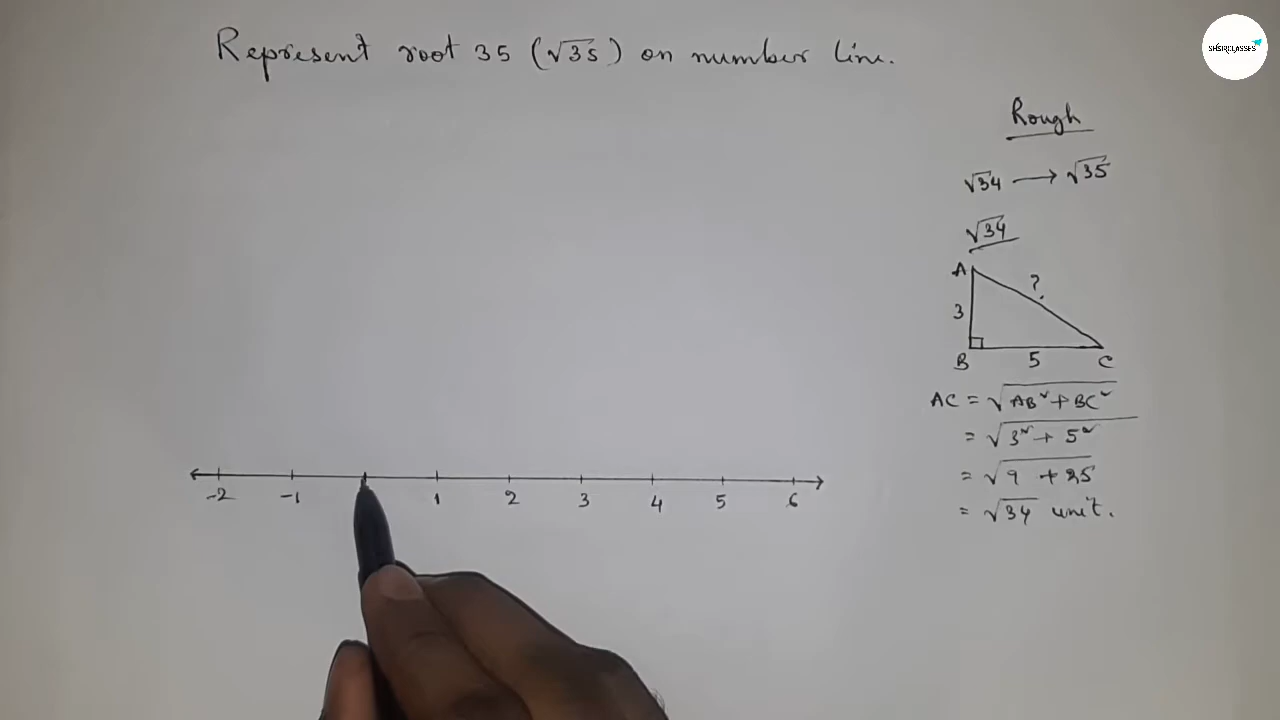 Represent root 35 (√35) on number line.
SHSIRCLASSES
Rough
√34 → √35
√34
A
?
3
B
5
C
AC = √AB² + BC²
= √3² + 5²
= √9 + 25
= √34 unit.
-2 -1 1 2 3 4 5 6